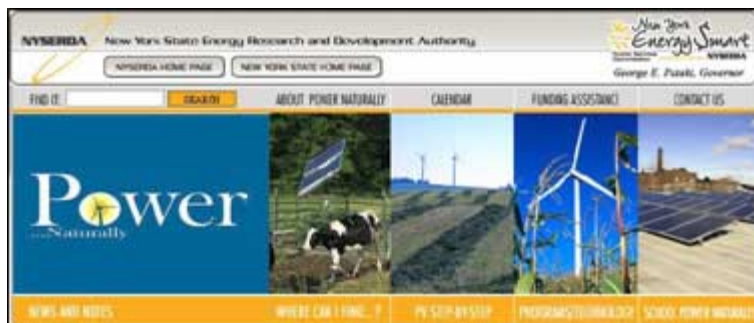 NYSERDA New York State Energy Research and Development Authority
New York
Energy $mart
NYSERDA
NYSERDA HOME PAGE NEW YORK STATE HOME PAGE
George E. Pataki, Governor
FIND IT: SEARCH ABOUT POWER NATURALLY CALENDAR FUNDING ASSISTANCE CONTACT US
Power
....Naturally
NEWS AND NOTES WHERE CAN I FIND...? PV STEP-BY-STEP PROGRAMS/TECHNOLOGY SCHOOL POWER NATURALLY